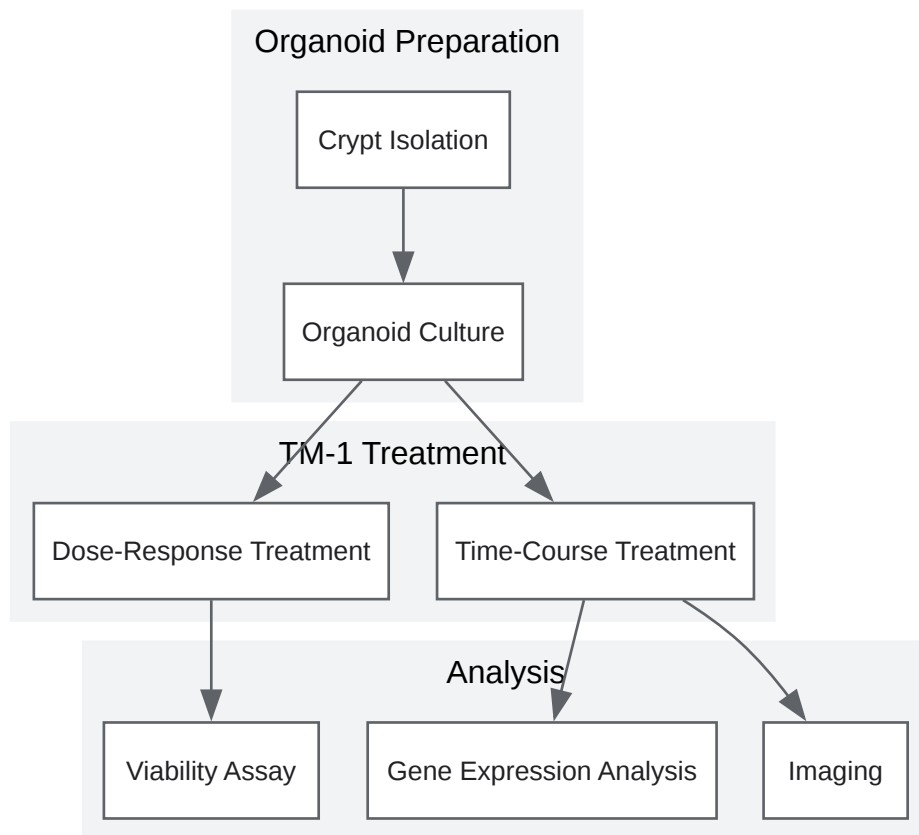 Organoid Preparation
Crypt Isolation
Organoid Culture
TM-1 Treatment
Dose-Response Treatment
Time-Course Treatment
Analysis
Viability Assay
Gene Expression Analysis
Imaging